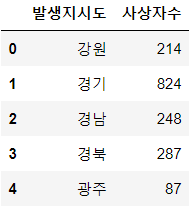 발생지시도 사상자수
0 강원 214
1 경기 824
2 경남 248
3 경북 287
4 광주 87